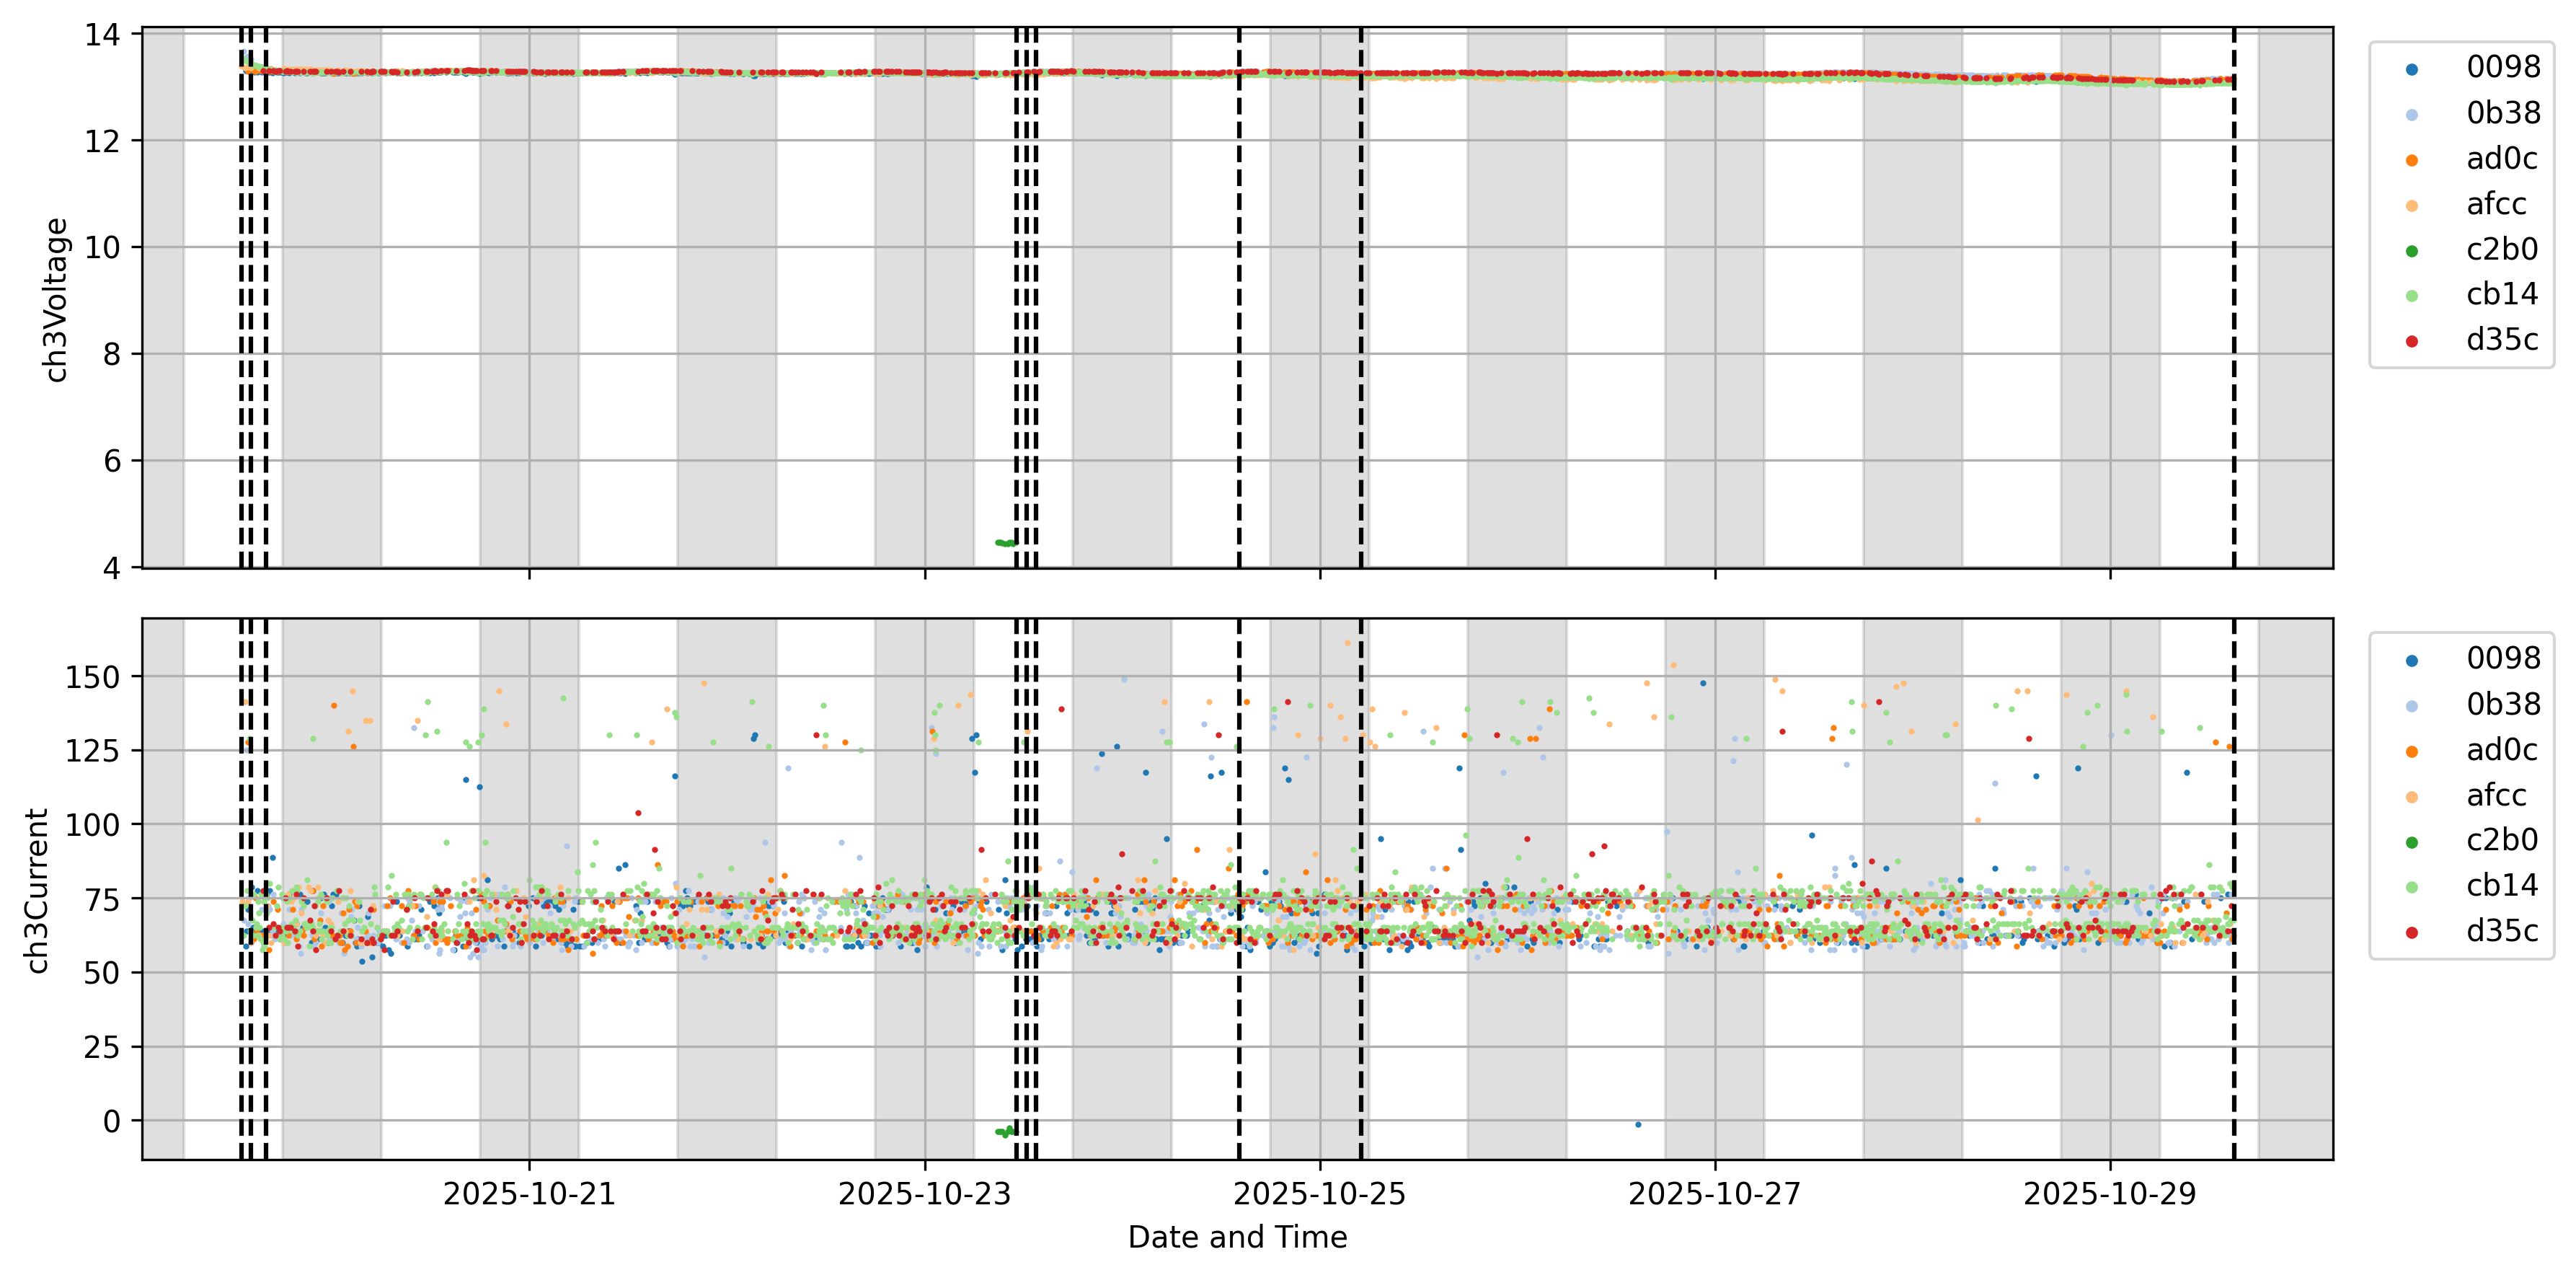 14
12
10
8
6
4
ch3Voltage
0098
0b38
ad0c
afcc
c2b0
cb14
d35c
150
125
100
75
50
25
0
ch3Current
0098
0b38
ad0c
afcc
c2b0
cb14
d35c
2025-10-21
2025-10-23
2025-10-25
2025-10-27
2025-10-29
Date and Time